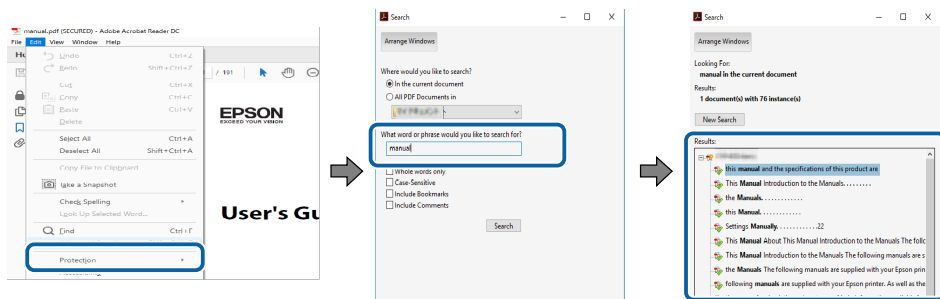 manual.pdf (SECURED) - Adobe Acrobat Reader DC
File Edit View Window Help
Undo Ctrl+Z
Redo Shift+Ctrl+Z
Cut Ctrl+X
Copy Ctrl+C
Paste Ctrl+V
Delete
Select All Ctrl+A
Deselect All Shift+Ctrl+A
Copy File to Clipboard
Take a Snapshot
Check Spelling
Look Up Selected Word...
Find Ctrl+F
Protection
/ 191
EPSON
EXCEED YOUR VISION
User's Gu
Search
Arrange Windows
Where would you like to search?
In the current document
All PDF Documents in
What word or phrase would you like to search for?
manual
Whole words only
Case-Sensitive
Include Bookmarks
Include Comments
Search
Search
Arrange Windows
Looking For:
manual in the current document
Results:
1 document(s) with 76 instance(s)
New Search
Results:
this manual and the specifications of this product are
This Manual Introduction to the Manuals.........
the Manuals.............
this Manual.............
Settings Manually.............22
This Manual About This Manual Introduction to the Manuals The follc
This Manual Introduction to the Manuals The following manuals are s
the Manuals The following manuals are supplied with your Epson prin
following manuals are supplied with your Epson printer. As well as the